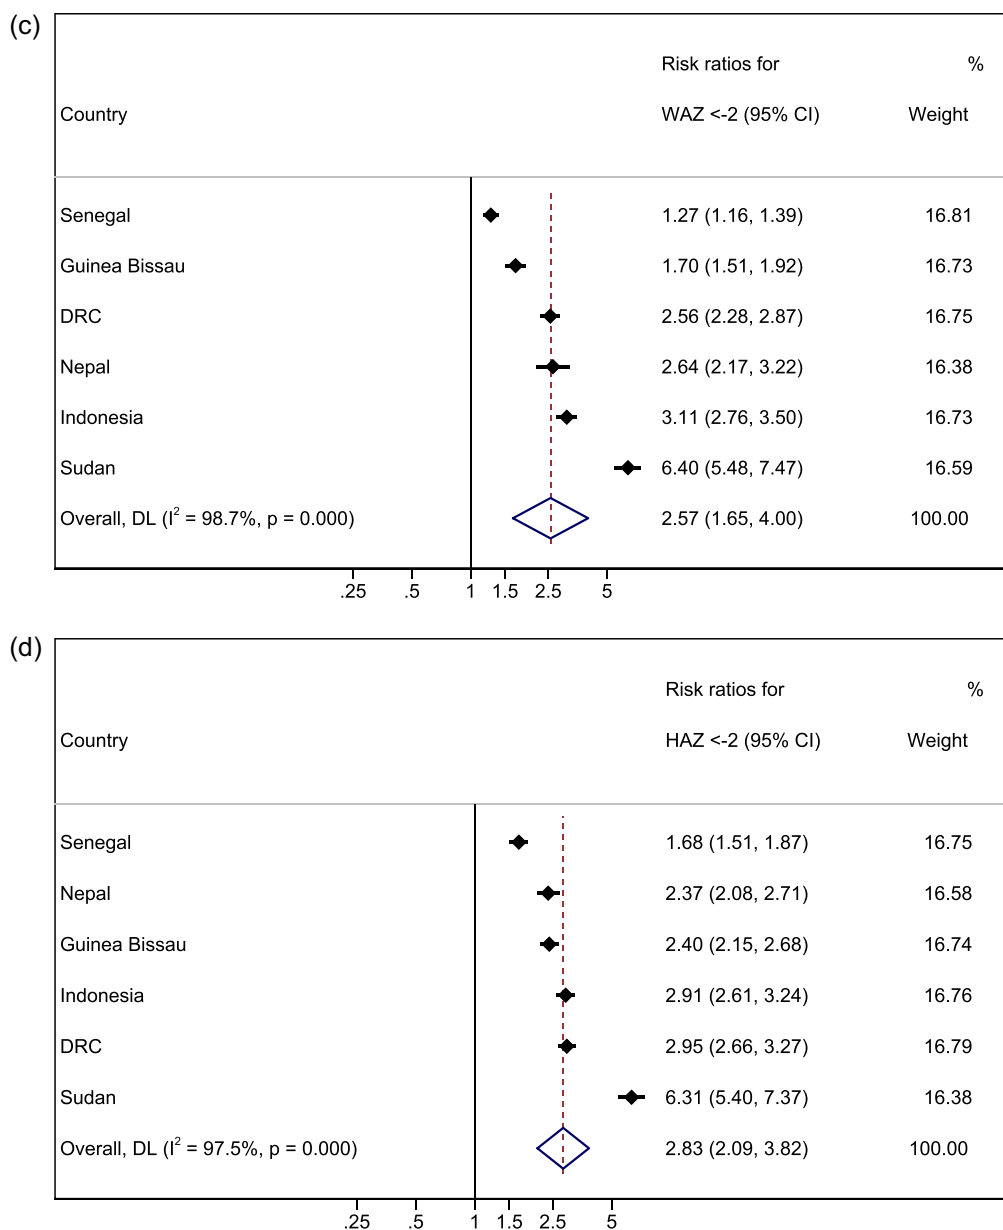 (c)
Risk ratios for %
Country WAZ <-2 (95% CI) Weight
Senegal 1.27 (1.16, 1.39) 16.81
Guinea Bissau 1.70 (1.51, 1.92) 16.73
DRC 2.56 (2.28, 2.87) 16.75
Nepal 2.64 (2.17, 3.22) 16.38
Indonesia 3.11 (2.76, 3.50) 16.73
Sudan 6.40 (5.48, 7.47) 16.59
Overall, DL (I² = 98.7%, p = 0.000) 2.57 (1.65, 4.00) 100.00
.25 .5 1 1.5 2.5 5
(d)
Risk ratios for %
Country HAZ <-2 (95% CI) Weight
Senegal 1.68 (1.51, 1.87) 16.75
Nepal 2.37 (2.08, 2.71) 16.58
Guinea Bissau 2.40 (2.15, 2.68) 16.74
Indonesia 2.91 (2.61, 3.24) 16.76
DRC 2.95 (2.66, 3.27) 16.79
Sudan 6.31 (5.40, 7.37) 16.38
Overall, DL (I² = 97.5%, p = 0.000) 2.83 (2.09, 3.82) 100.00
.25 .5 1 1.5 2.5 5